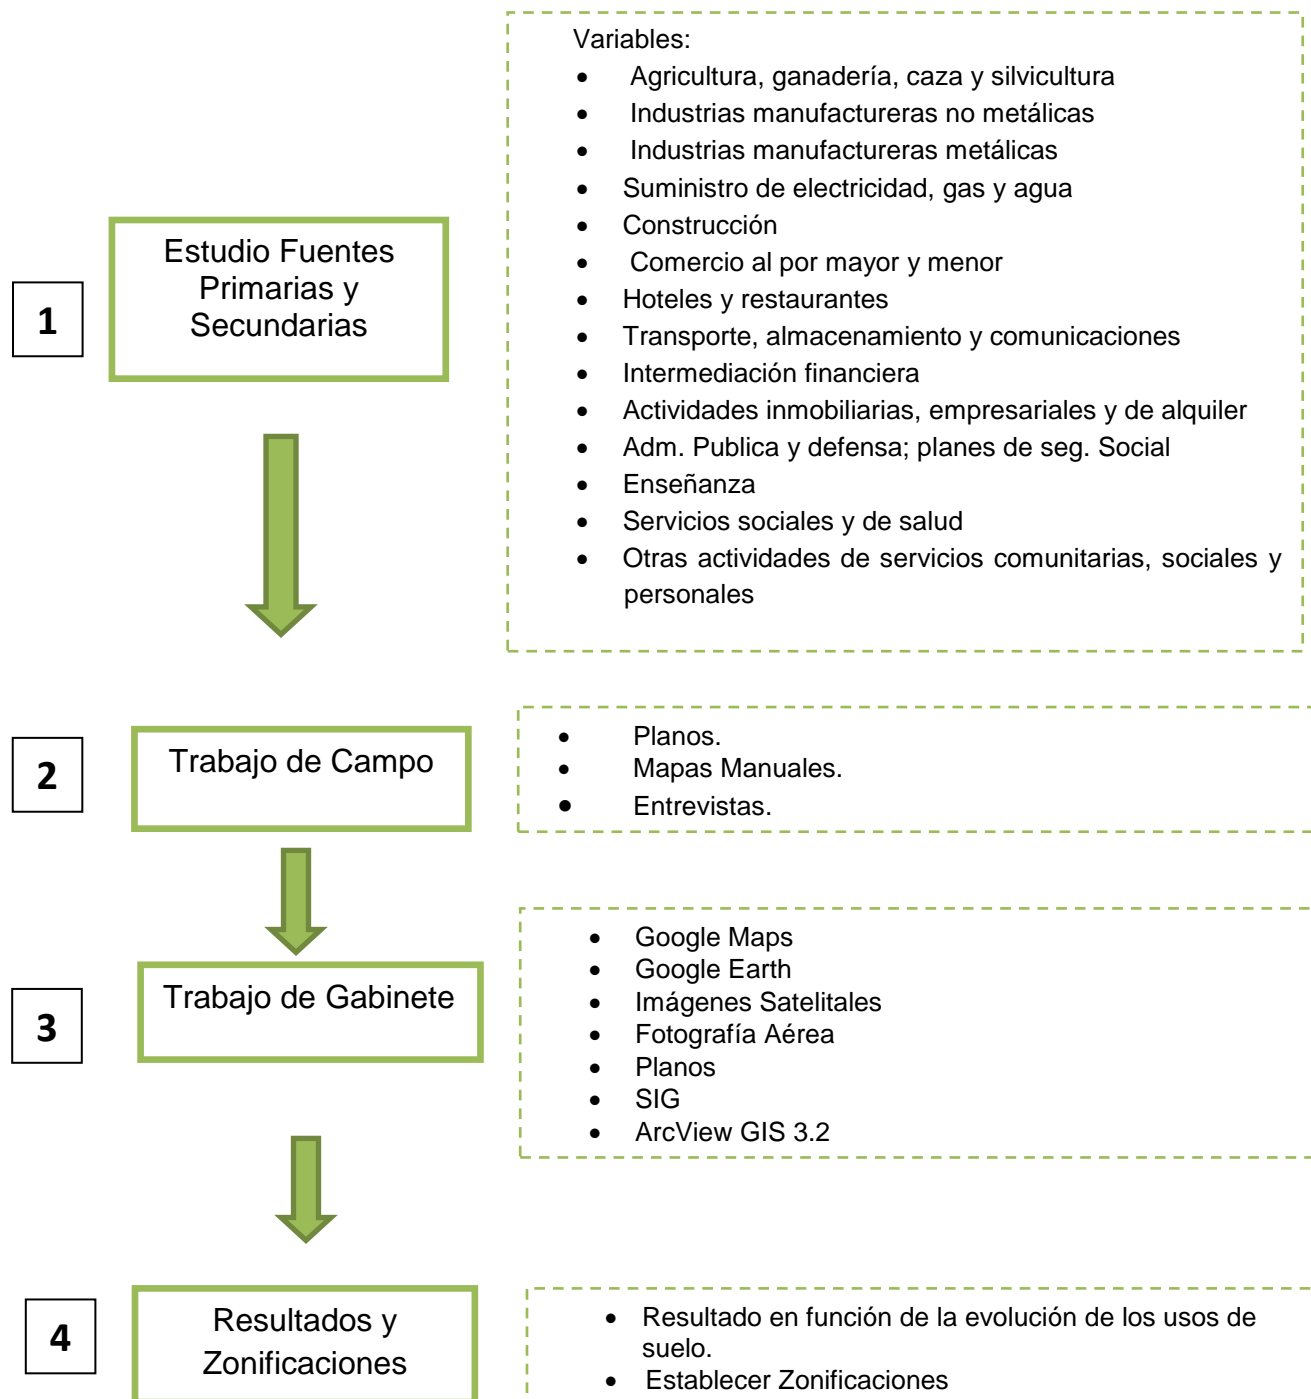 1
Estudio Fuentes
Primarias y
Secundarias
Variables:
• Agricultura, ganadería, caza y silvicultura
• Industrias manufactureras no metálicas
• Industrias manufactureras metálicas
• Suministro de electricidad, gas y agua
• Construcción
• Comercio al por mayor y menor
• Hoteles y restaurantes
• Transporte, almacenamiento y comunicaciones
• Intermediación financiera
• Actividades inmobiliarias, empresariales y de alquiler
• Adm. Publica y defensa; planes de seg. Social
• Enseñanza
• Servicios sociales y de salud
• Otras actividades de servicios comunitarias, sociales y
personales
2
Trabajo de Campo
• Planos.
• Mapas Manuales.
• Entrevistas.
3
Trabajo de Gabinete
• Google Maps
• Google Earth
• Imágenes Satelitales
• Fotografía Aérea
• Planos
• SIG
• ArcView GIS 3.2
4
Resultados y
Zonificaciones
• Resultado en función de la evolución de los usos de
suelo.
• Establecer Zonificaciones